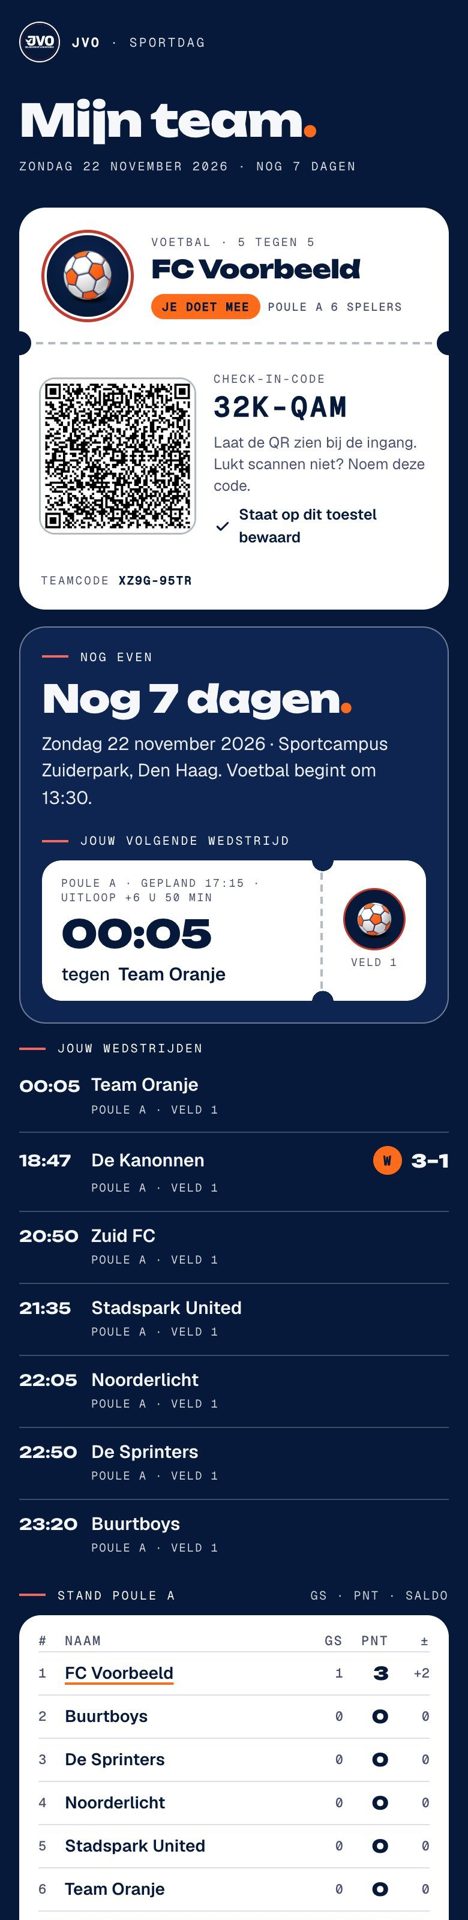 JVO
JVO · SPORTDAG
Mijn team.
ZONDAG 22 NOVEMBER 2026 · NOG 7 DAGEN
VOETBAL · 5 TEGEN 5
FC Voorbeeld
JE DOET MEE POULE A 6 SPELERS
CHECK-IN-CODE
32K-QAM
Laat de QR zien bij de ingang.
Lukt scannen niet? Noem deze
code.
Staat op dit toestel
bewaard
TEAMCODE XZ9G-95TR
NOG EVEN
Nog 7 dagen.
Zondag 22 november 2026 · Sportcampus
Zuiderpark, Den Haag. Voetbal begint om
13:30.
JOUW VOLGENDE WEDSTRIJD
POULE A · GEPLAND 17:15 ·
UITLOOP +6 U 50 MIN
00:05
tegen Team Oranje
VELD 1
JOUW WEDSTRIJDEN
00:05 Team Oranje
POULE A · VELD 1
18:47 De Kanonnen W 3–1
POULE A · VELD 1
20:50 Zuid FC
POULE A · VELD 1
21:35 Stadspark United
POULE A · VELD 1
22:05 Noorderlicht
POULE A · VELD 1
22:50 De Sprinters
POULE A · VELD 1
23:20 Buurtboys
POULE A · VELD 1
STAND POULE A GS · PNT · SALDO
# NAAM GS PNT ±
1 FC Voorbeeld 1 3 +2
2 Buurtboys 0 0 0
3 De Sprinters 0 0 0
4 Noorderlicht 0 0 0
5 Stadspark United 0 0 0
6 Team Oranje 0 0 0